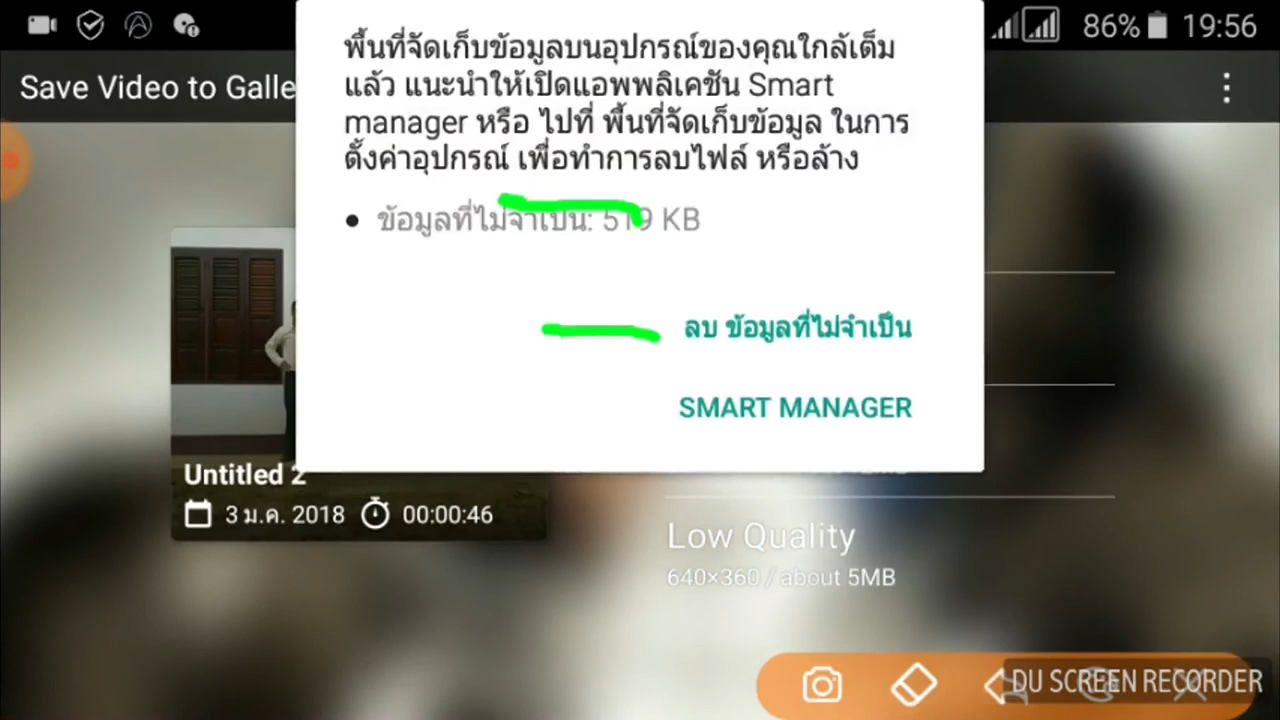 86% 19:56
Save Video to Galle
พื้นที่จัดเก็บข้อมูลบนอุปกรณ์ของคุณใกล้เต็ม
แล้ว แนะนำให้เปิดแอพพลิเคชัน Smart
manager หรือ ไปที่ พื้นที่จัดเก็บข้อมูล ในการ
ตั้งค่าอุปกรณ์ เพื่อทำการลบไฟล์ หรือล้าง
ข้อมูลที่ไม่จำเป็น: 519 KB
ลบ ข้อมูลที่ไม่จำเป็น
SMART MANAGER
Untitled 2
3 ม.ค. 2018 00:00:46
Low Quality
640×360 / about 5MB
DU SCREEN RECORDER